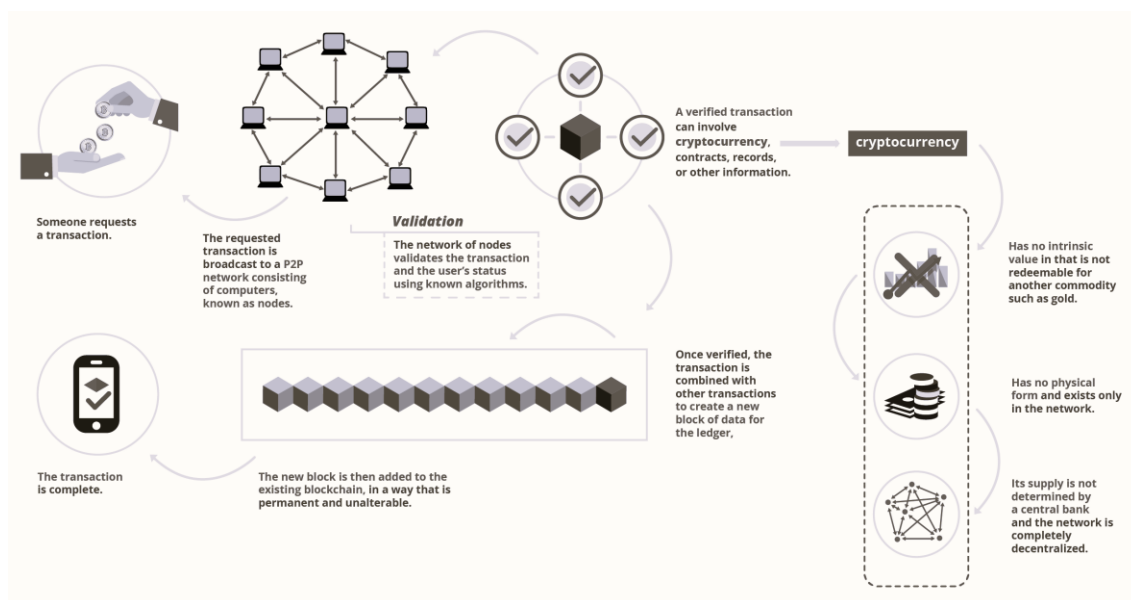 Someone requests
a transaction.
The requested
transaction is
broadcast to a P2P
network consisting
of computers,
known as nodes.
Validation
The network of nodes
validates the transaction
and the user's status
using known algorithms.
A verified transaction
can involve
cryptocurrency,
contracts, records,
or other information.
cryptocurrency
Has no intrinsic
value in that is not
redeemable for
another commodity
such as gold.
Has no physical
form and exists only
in the network.
Its supply is not
determined by
a central bank
and the network is
completely
decentralized.
Once verified, the
transaction is
combined with
other transactions
to create a new
block of data for
the ledger,
The new block is then added to the
existing blockchain, in a way that is
permanent and unalterable.
The transaction
is complete.